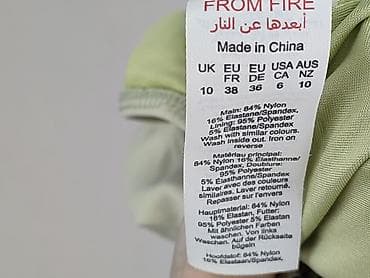 FROM FIRE
أبعدها عن النار
Made in China
UK EU EU USA AUS
FR DE CA NZ
10 38 36 6 10
Main: 84% Nylon
16% Elastane/Spandex,
Lining: 95% Polyester
5% Elastane/Spandex
Wash with similar colours.
Wash inside out. Iron on
reverse
Matériau principal:
84% Nylon 16% Élasthanne/
Spandex, Doublure:
95% Polyester
5% Élasthanne/Spandex
Laver avec des couleurs
similaires. Laver retourné.
Repasser sur l'envers
Hauptmaterial: 84% Nylon
16% Elastan, Futter:
95% Polyester 5% Elastan
Mit ähnlichen Farben
waschen. Von links
waschen. Auf der Rückseite
bügeln
Hoofdstof: 84% Nylon
16% Elastaan/Spandex,